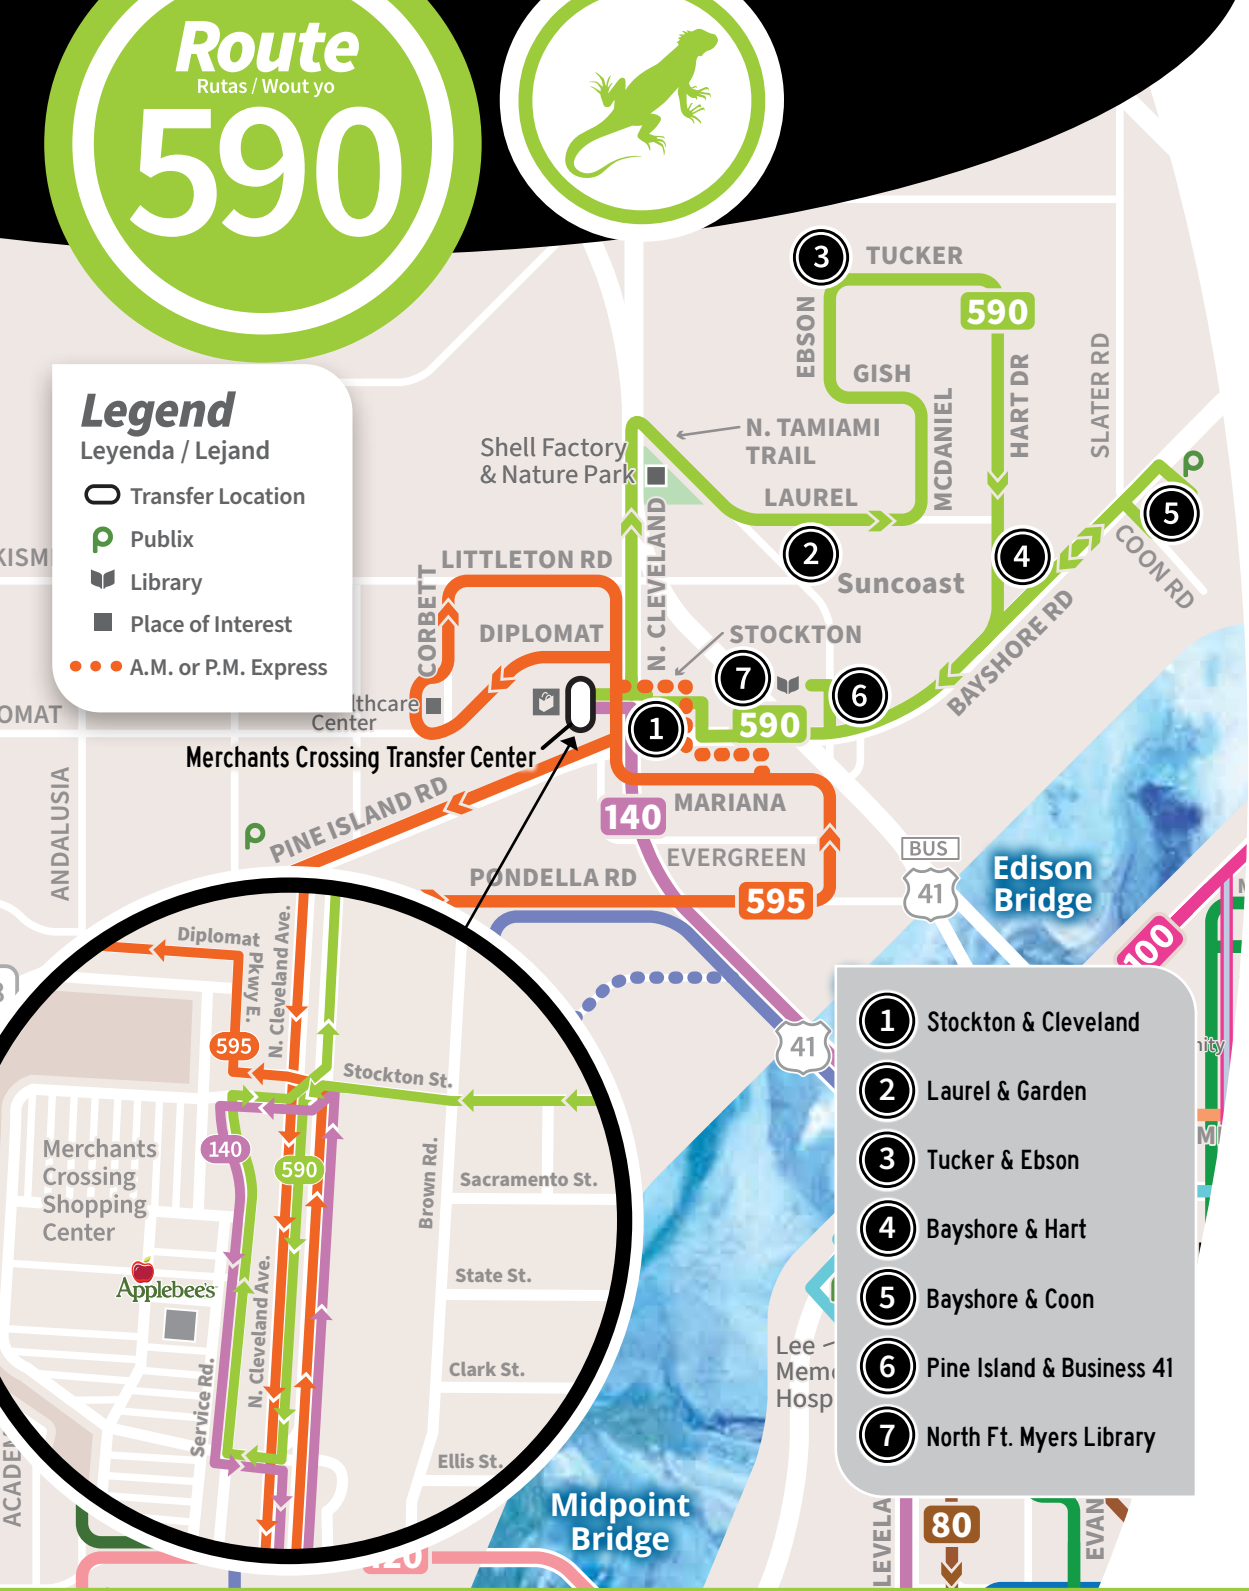 Route
Rutas / Wout yo
590
Legend
Leyenda / Lejand
Transfer Location
Publix
Library
Place of Interest
A.M. or P.M. Express
3
TUCKER
590
EBSON
GISH
MCDANIEL
HART DR
SLATER RD
N. TAMIAMI
TRAIL
Shell Factory
& Nature Park
LAUREL
2
4
5
COON RD
Suncoast
BAYSHORE RD
N. CLEVELAND
LITTLETON RD
CORBETT
DIPLOMAT
STOCKTON
7
6
590
1
Center
Merchants Crossing Transfer Center
PINE ISLAND RD
ANDALUSIA
140
MARIANA
EVERGREEN
PONDELLA RD
595
BUS
41
Edison
Bridge
100
41
Diplomat
Pkwy E.
N. Cleveland Ave.
595
Stockton St.
140
590
Merchants
Crossing
Shopping
Center
Applebee's
Brown Rd.
Sacramento St.
State St.
N. Cleveland Ave.
Service Rd.
Clark St.
Ellis St.
Midpoint
Bridge
Lee
1 Stockton & Cleveland
2 Laurel & Garden
3 Tucker & Ebson
4 Bayshore & Hart
5 Bayshore & Coon
6 Pine Island & Business 41
7 North Ft. Myers Library
80